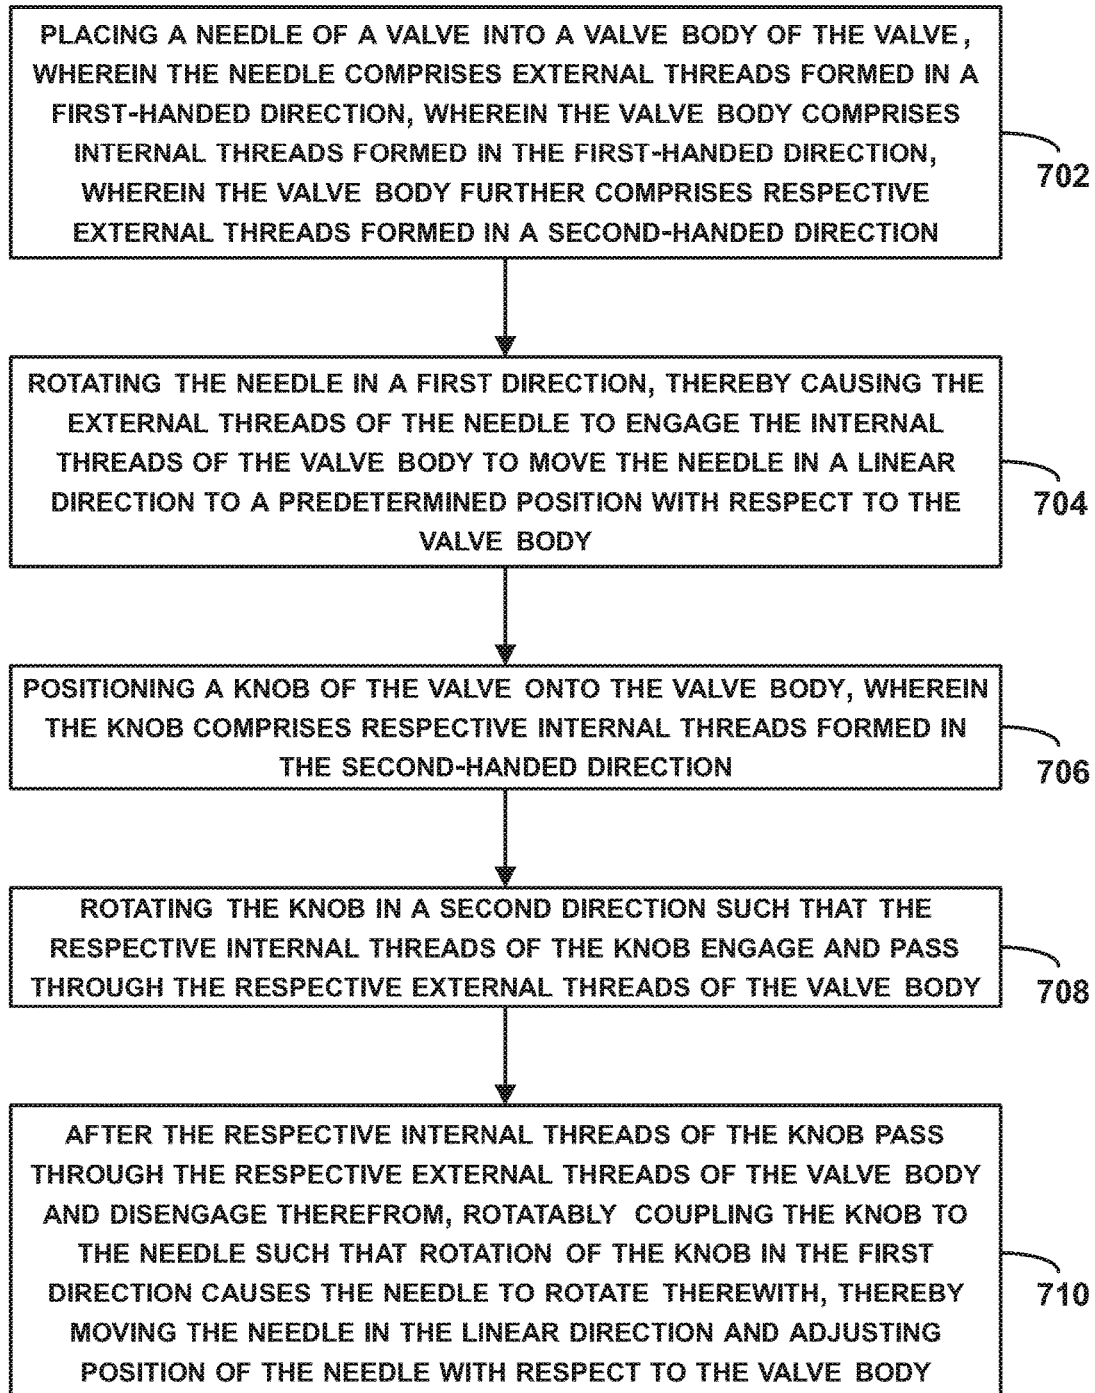 PLACING A NEEDLE OF A VALVE INTO A VALVE BODY OF THE VALVE,
WHEREIN THE NEEDLE COMPRISES EXTERNAL THREADS FORMED IN A
FIRST-HANDED DIRECTION, WHEREIN THE VALVE BODY COMPRISES
INTERNAL THREADS FORMED IN THE FIRST-HANDED DIRECTION,
WHEREIN THE VALVE BODY FURTHER COMPRISES RESPECTIVE
EXTERNAL THREADS FORMED IN A SECOND-HANDED DIRECTION
702
ROTATING THE NEEDLE IN A FIRST DIRECTION, THEREBY CAUSING THE
EXTERNAL THREADS OF THE NEEDLE TO ENGAGE THE INTERNAL
THREADS OF THE VALVE BODY TO MOVE THE NEEDLE IN A LINEAR
DIRECTION TO A PREDETERMINED POSITION WITH RESPECT TO THE
VALVE BODY
704
POSITIONING A KNOB OF THE VALVE ONTO THE VALVE BODY, WHEREIN
THE KNOB COMPRISES RESPECTIVE INTERNAL THREADS FORMED IN
THE SECOND-HANDED DIRECTION
706
ROTATING THE KNOB IN A SECOND DIRECTION SUCH THAT THE
RESPECTIVE INTERNAL THREADS OF THE KNOB ENGAGE AND PASS
THROUGH THE RESPECTIVE EXTERNAL THREADS OF THE VALVE BODY
708
AFTER THE RESPECTIVE INTERNAL THREADS OF THE KNOB PASS
THROUGH THE RESPECTIVE EXTERNAL THREADS OF THE VALVE BODY
AND DISENGAGE THEREFROM, ROTATABLY COUPLING THE KNOB TO
THE NEEDLE SUCH THAT ROTATION OF THE KNOB IN THE FIRST
DIRECTION CAUSES THE NEEDLE TO ROTATE THEREWITH, THEREBY
MOVING THE NEEDLE IN THE LINEAR DIRECTION AND ADJUSTING
POSITION OF THE NEEDLE WITH RESPECT TO THE VALVE BODY
710